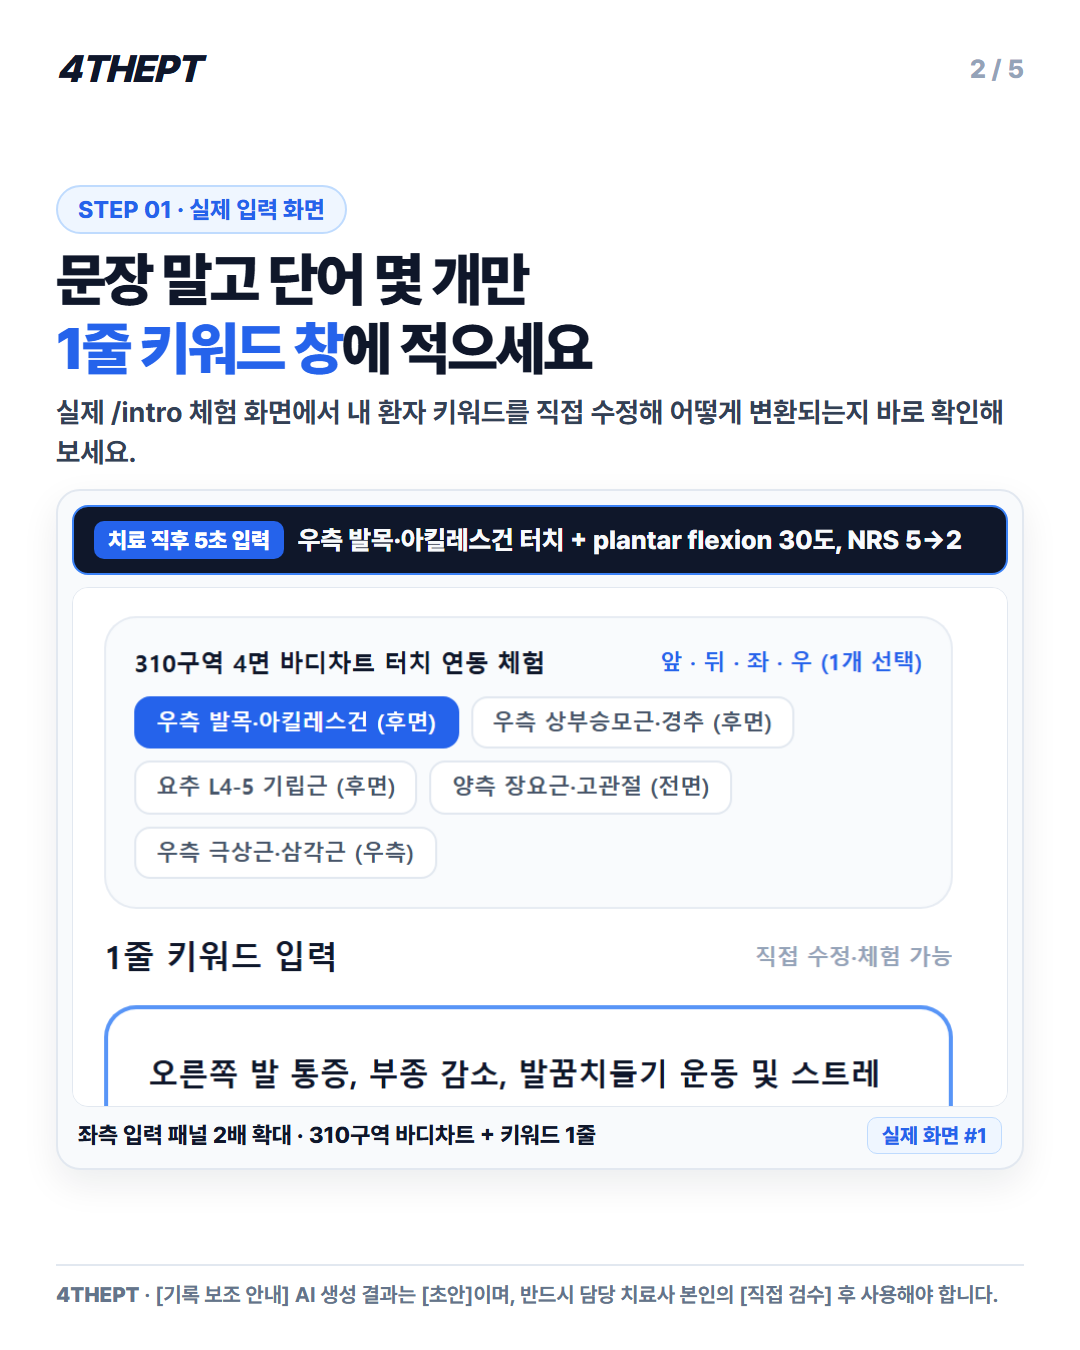 4THEPT
2 / 5
STEP 01 · 실제 입력 화면
문장 말고 단어 몇 개만
1줄 키워드 창에 적으세요
실제 /intro 체험 화면에서 내 환자 키워드를 직접 수정해 어떻게 변환되는지 바로 확인해
보세요.
치료 직후 5초 입력 우측 발목·아킬레스건 터치 + plantar flexion 30도, NRS 5→2
310구역 4면 바디차트 터치 연동 체험 앞 · 뒤 · 좌 · 우 (1개 선택)
우측 발목·아킬레스건 (후면) 우측 상부승모근·경추 (후면)
요추 L4-5 기립근 (후면) 양측 장요근·고관절 (전면)
우측 극상근·삼각근 (우측)
1줄 키워드 입력 직접 수정·체험 가능
오른쪽 발 통증, 부종 감소, 발꿈치들기 운동 및 스트레
좌측 입력 패널 2배 확대 · 310구역 바디차트 + 키워드 1줄 실제 화면 #1
4THEPT · [기록 보조 안내] AI 생성 결과는 [초안]이며, 반드시 담당 치료사 본인의 [직접 검수] 후 사용해야 합니다.